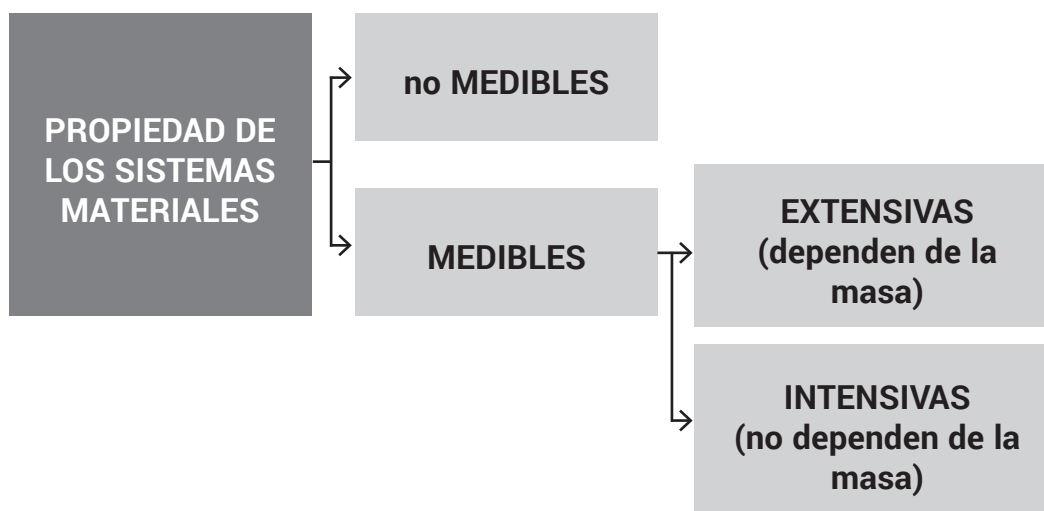 PROPIEDAD DE
LOS SISTEMAS
MATERIALES
no MEDIBLES
MEDIBLES
EXTENSIVAS
(dependen de la
masa)
INTENSIVAS
(no dependen de la
masa)